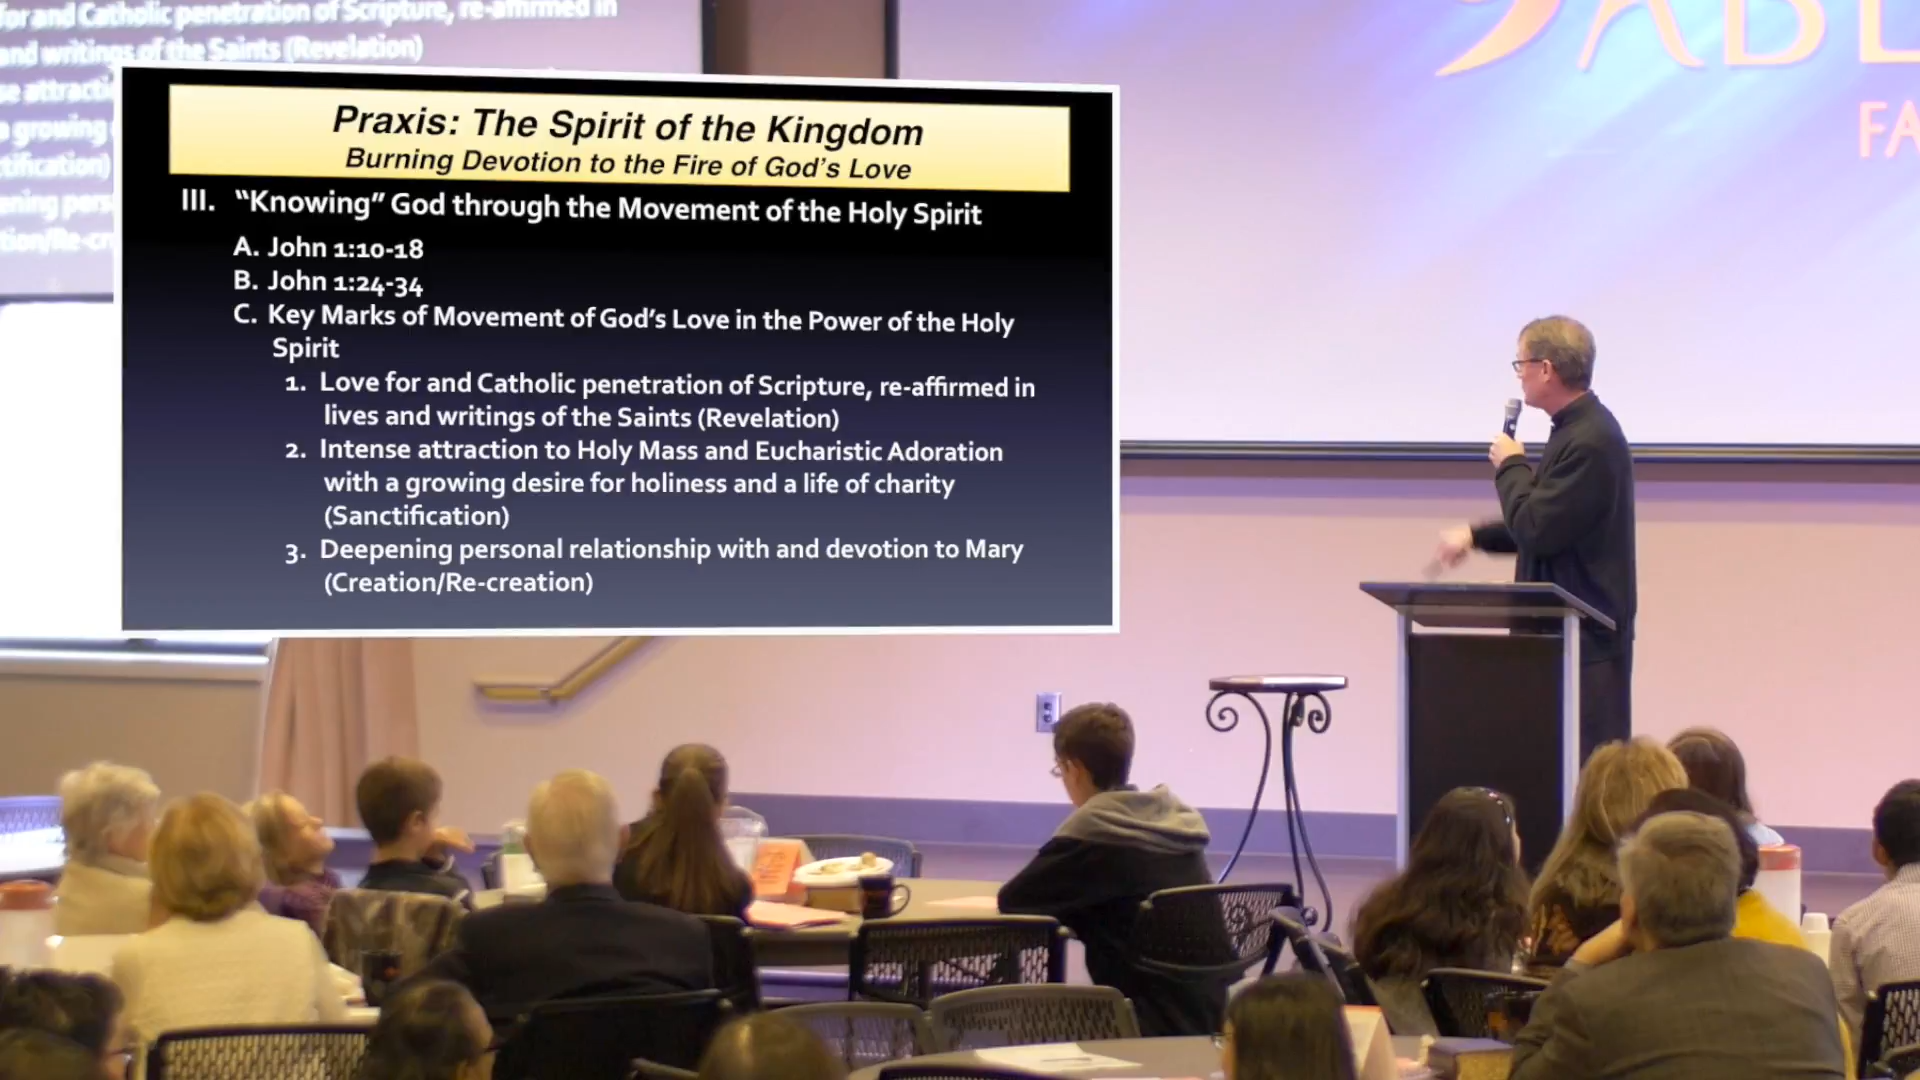 for and Catholic penetration of Scripture, re-affirmed in
and writings of the Saints (Revelation)
Praxis: The Spirit of the Kingdom
Burning Devotion to the Fire of God's Love
III. “Knowing” God through the Movement of the Holy Spirit
A. John 1:10-18
B. John 1:24-34
C. Key Marks of Movement of God's Love in the Power of the Holy
Spirit
1. Love for and Catholic penetration of Scripture, re-affirmed in
lives and writings of the Saints (Revelation)
2. Intense attraction to Holy Mass and Eucharistic Adoration
with a growing desire for holiness and a life of charity
(Sanctification)
3. Deepening personal relationship with and devotion to Mary
(Creation/Re-creation)
a growing